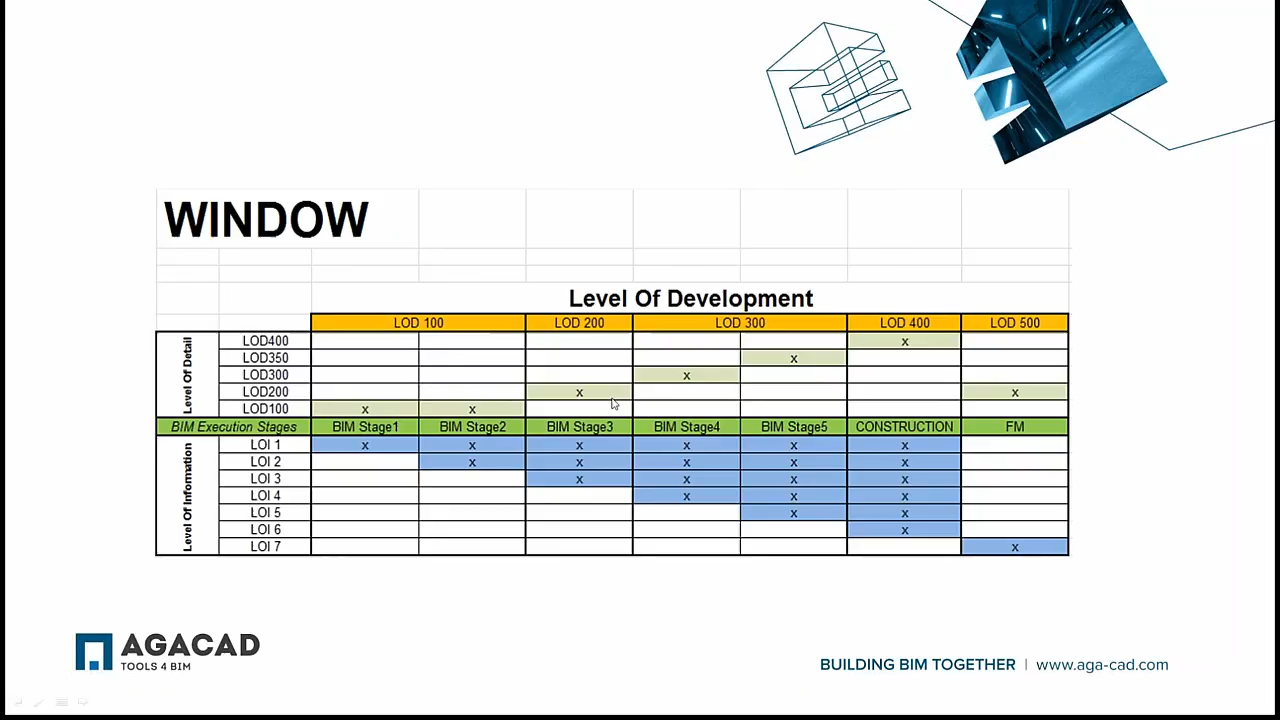 WINDOW
Level Of Development
LOD 100 LOD 200 LOD 300 LOD 400 LOD 500
Level Of Detail
LOD400 x
LOD350 x
LOD300 x
LOD200 x x
LOD100 x x
BIM Execution Stages BIM Stage1 BIM Stage2 BIM Stage3 BIM Stage4 BIM Stage5 CONSTRUCTION FM
Level Of Information
LOI 1 x x x x x x
LOI 2 x x x x x
LOI 3 x x x x
LOI 4 x x x
LOI 5 x x
LOI 6 x
LOI 7 x
AGACAD
TOOLS 4 BIM
BUILDING BIM TOGETHER | www.aga-cad.com